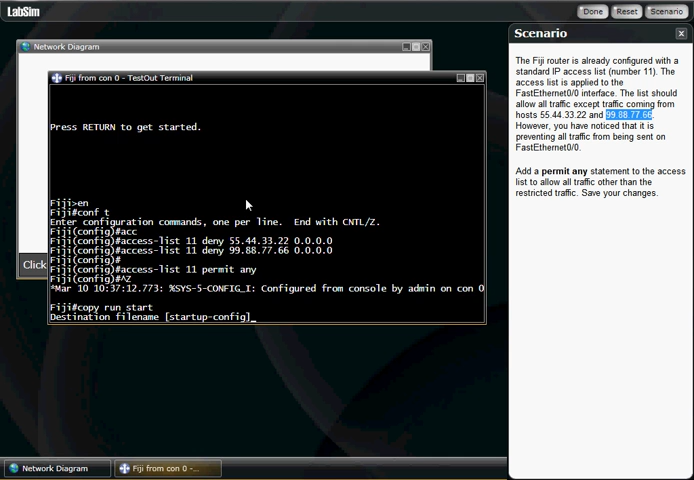 LabSim
Done
Reset
Scenario
Network Diagram
Scenario
The Fiji router is already configured with a
standard IP access list (number 11). The
access list is applied to the
FastEthernet0/0 interface. The list should
allow all traffic except traffic coming from
hosts 55.44.33.22 and 99.88.77.66.
However, you have noticed that it is
preventing all traffic from being sent on
FastEthernet0/0.
Add a permit any statement to the access
list to allow all traffic other than the
restricted traffic. Save your changes.
Fiji from con 0 - TestOut Terminal
Press RETURN to get started.
Fiji>en
Fiji#conf t
Enter configuration commands, one per line.  End with CNTL/Z.
Fiji(config)#acc
Fiji(config)#access-list 11 deny 55.44.33.22 0.0.0.0
Fiji(config)#access-list 11 deny 99.88.77.66 0.0.0.0
Fiji(config)#
Fiji(config)#access-list 11 permit any
Fiji(config)#^Z
*Mar 10 10:37:12.773: %SYS-5-CONFIG_I: Configured from console by admin on con 0
Fiji#copy run start
Destination filename [startup-config]_
Click
Network Diagram
Fiji from con 0 -...